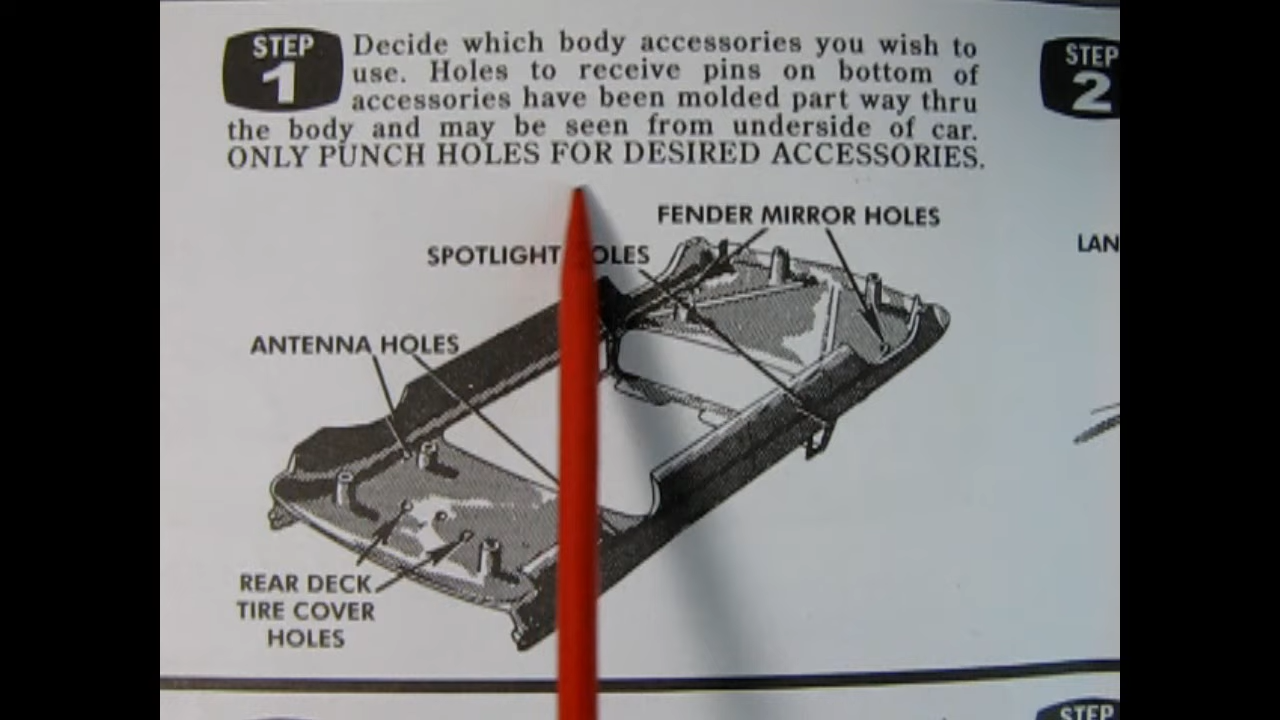 STEP 1
Decide which body accessories you wish to
use. Holes to receive pins on bottom of
accessories have been molded part way thru
the body and may be seen from underside of car.
ONLY PUNCH HOLES FOR DESIRED ACCESSORIES.
STEP 2
FENDER MIRROR HOLES
SPOTLIGHT OLES
LAN
ANTENNA HOLES
REAR DECK
TIRE COVER
HOLES
STEP